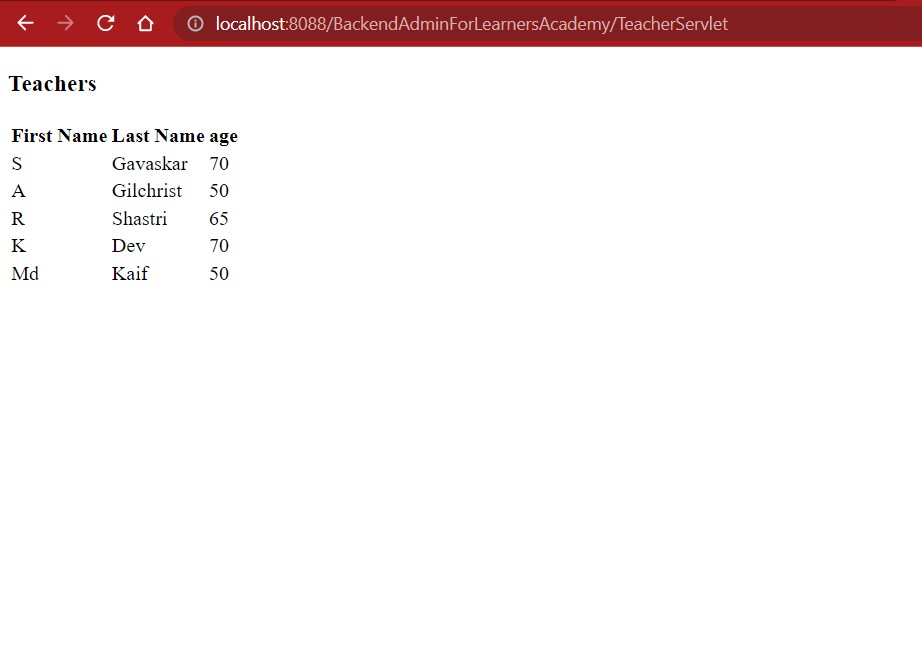 localhost:8088/BackendAdminForLearnersAcademy/TeacherServlet
Teachers
First Name Last Name age
S Gavaskar 70
A Gilchrist 50
R Shastri 65
K Dev 70
Md Kaif 50